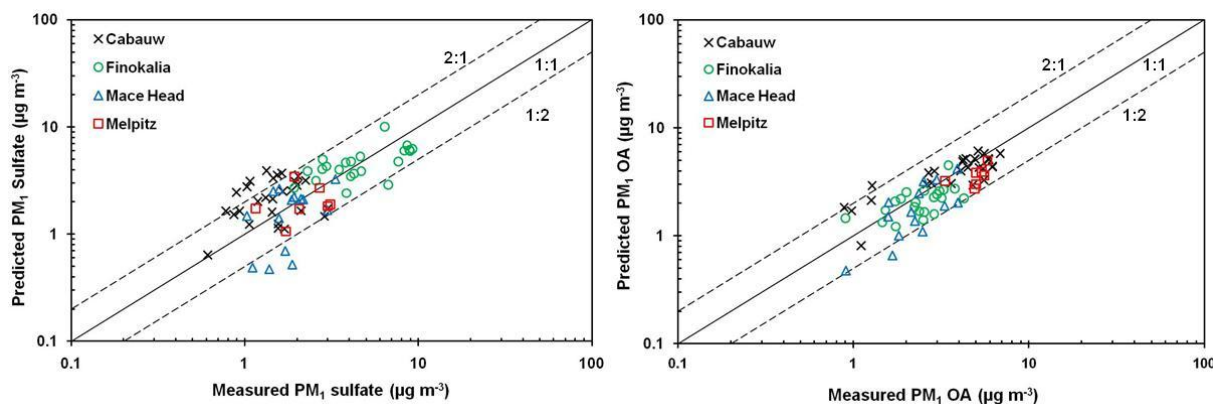 Predicted PM₁ Sulfate (µg m⁻³)
100
10
1
0.1
Cabauw
Finokalia
Mace Head
Melpitz
2:1
1:1
1:2
0.1 1 10 100
Measured PM₁ sulfate (µg m⁻³)
Predicted PM₁ OA (µg m⁻³)
100
10
1
0.1
Cabauw
Finokalia
Mace Head
Melpitz
2:1
1:1
1:2
0.1 1 10 100
Measured PM₁ OA (µg m⁻³)